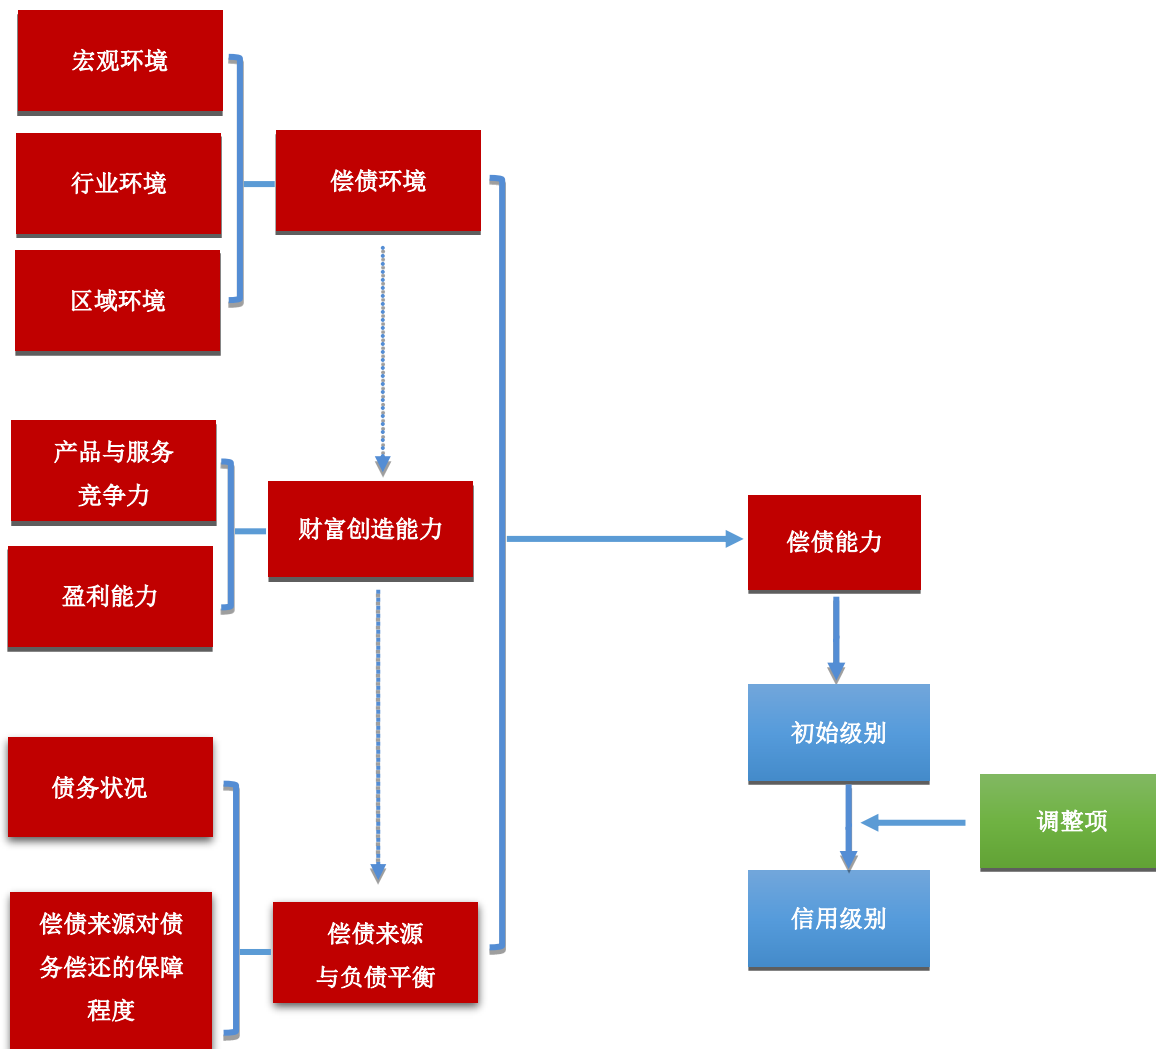 宏观环境
行业环境
区域环境
偿债环境
产品与服务
竞争力
盈利能力
财富创造能力
债务状况
偿债来源对债
务偿还的保障
程度
偿债来源
与负债平衡
偿债能力
初始级别
调整项
信用级别